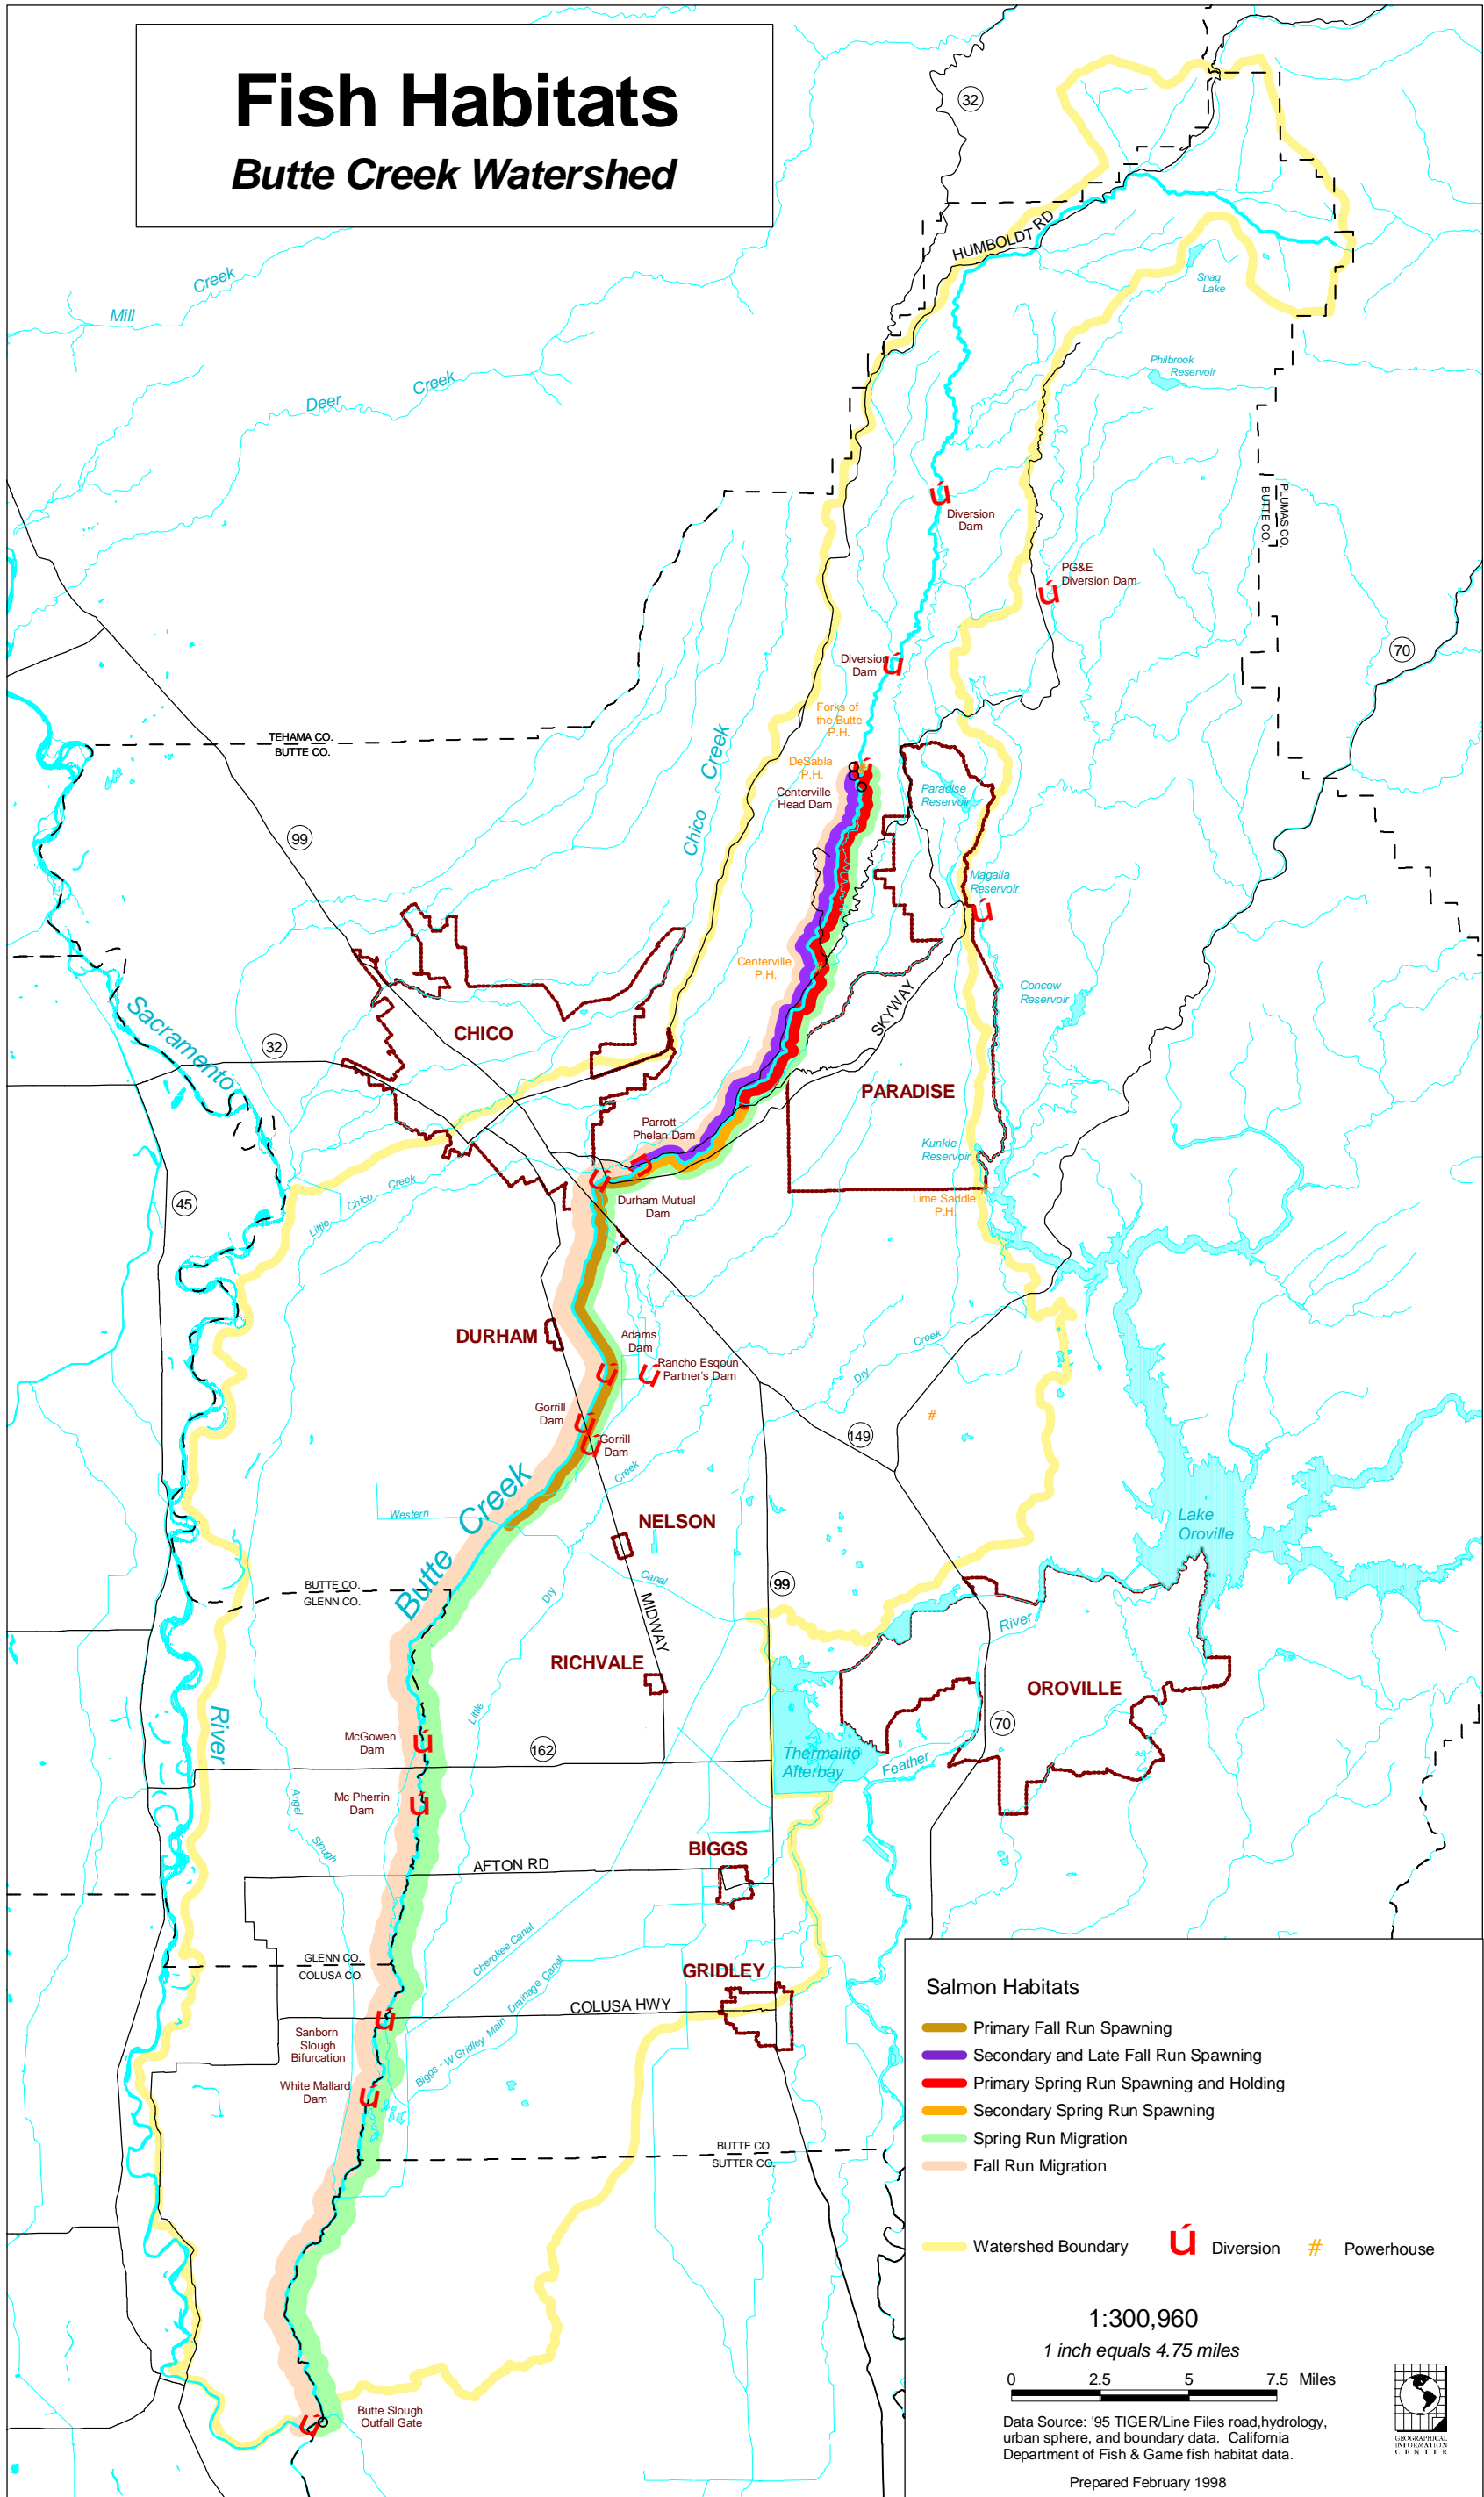 Fish Habitats
Butte Creek Watershed
32
HUMBOLDT RD
Snag
Lake
Mill Creek
Philbrook
Reservoir
Deer Creek
Diversion
Dam
PLUMAS CO.
BUTTE CO.
PG&E
Diversion Dam
70
Diversion
Dam
Forks of
the Butte
P.H.
TEHAMA CO.
BUTTE CO.
Chico Creek
DeSabla
P.H.
Centerville
Head Dam
Paradise
Reservoir
99
Magalia
Reservoir
Centerville
P.H.
Concow
Reservoir
Sacramento
CHICO
32
SKYWAY
PARADISE
Parrott -
Phelan Dam
Kunkle
Reservoir
45
Little Chico Creek
Durham Mutual
Dam
Lime Saddle
P.H.
DURHAM
Adams
Dam
Dry Creek
Rancho Esqoun
Partner's Dam
#
Gorrill
Dam
149
Gorrill
Dam
Butte Creek
Creek
Western
NELSON
Lake
Oroville
Canal
99
BUTTE CO.
GLENN CO.
Dry
MIDWAY
River
RICHVALE
OROVILLE
River
Little
McGowen
Dam
162
70
Thermalito
Afterbay
Feather
Mc Pherrin
Dam
Angel
Slough
BIGGS
AFTON RD
Cherokee Canal
GLENN CO.
COLUSA CO.
GRIDLEY
Biggs - W Gridley Main Drainage Canal
COLUSA HWY
Sanborn
Slough
Bifurcation
White Mallard
Dam
BUTTE CO.
SUTTER CO.
Butte Slough
Outfall Gate
Salmon Habitats
Primary Fall Run Spawning
Secondary and Late Fall Run Spawning
Primary Spring Run Spawning and Holding
Secondary Spring Run Spawning
Spring Run Migration
Fall Run Migration
Watershed Boundary ú Diversion # Powerhouse
1:300,960
1 inch equals 4.75 miles
0 2.5 5 7.5 Miles
Data Source: '95 TIGER/Line Files road,hydrology,
urban sphere, and boundary data. California
Department of Fish & Game fish habitat data.
Prepared February 1998
GEOGRAPHICAL
INFORMATION
CENTER